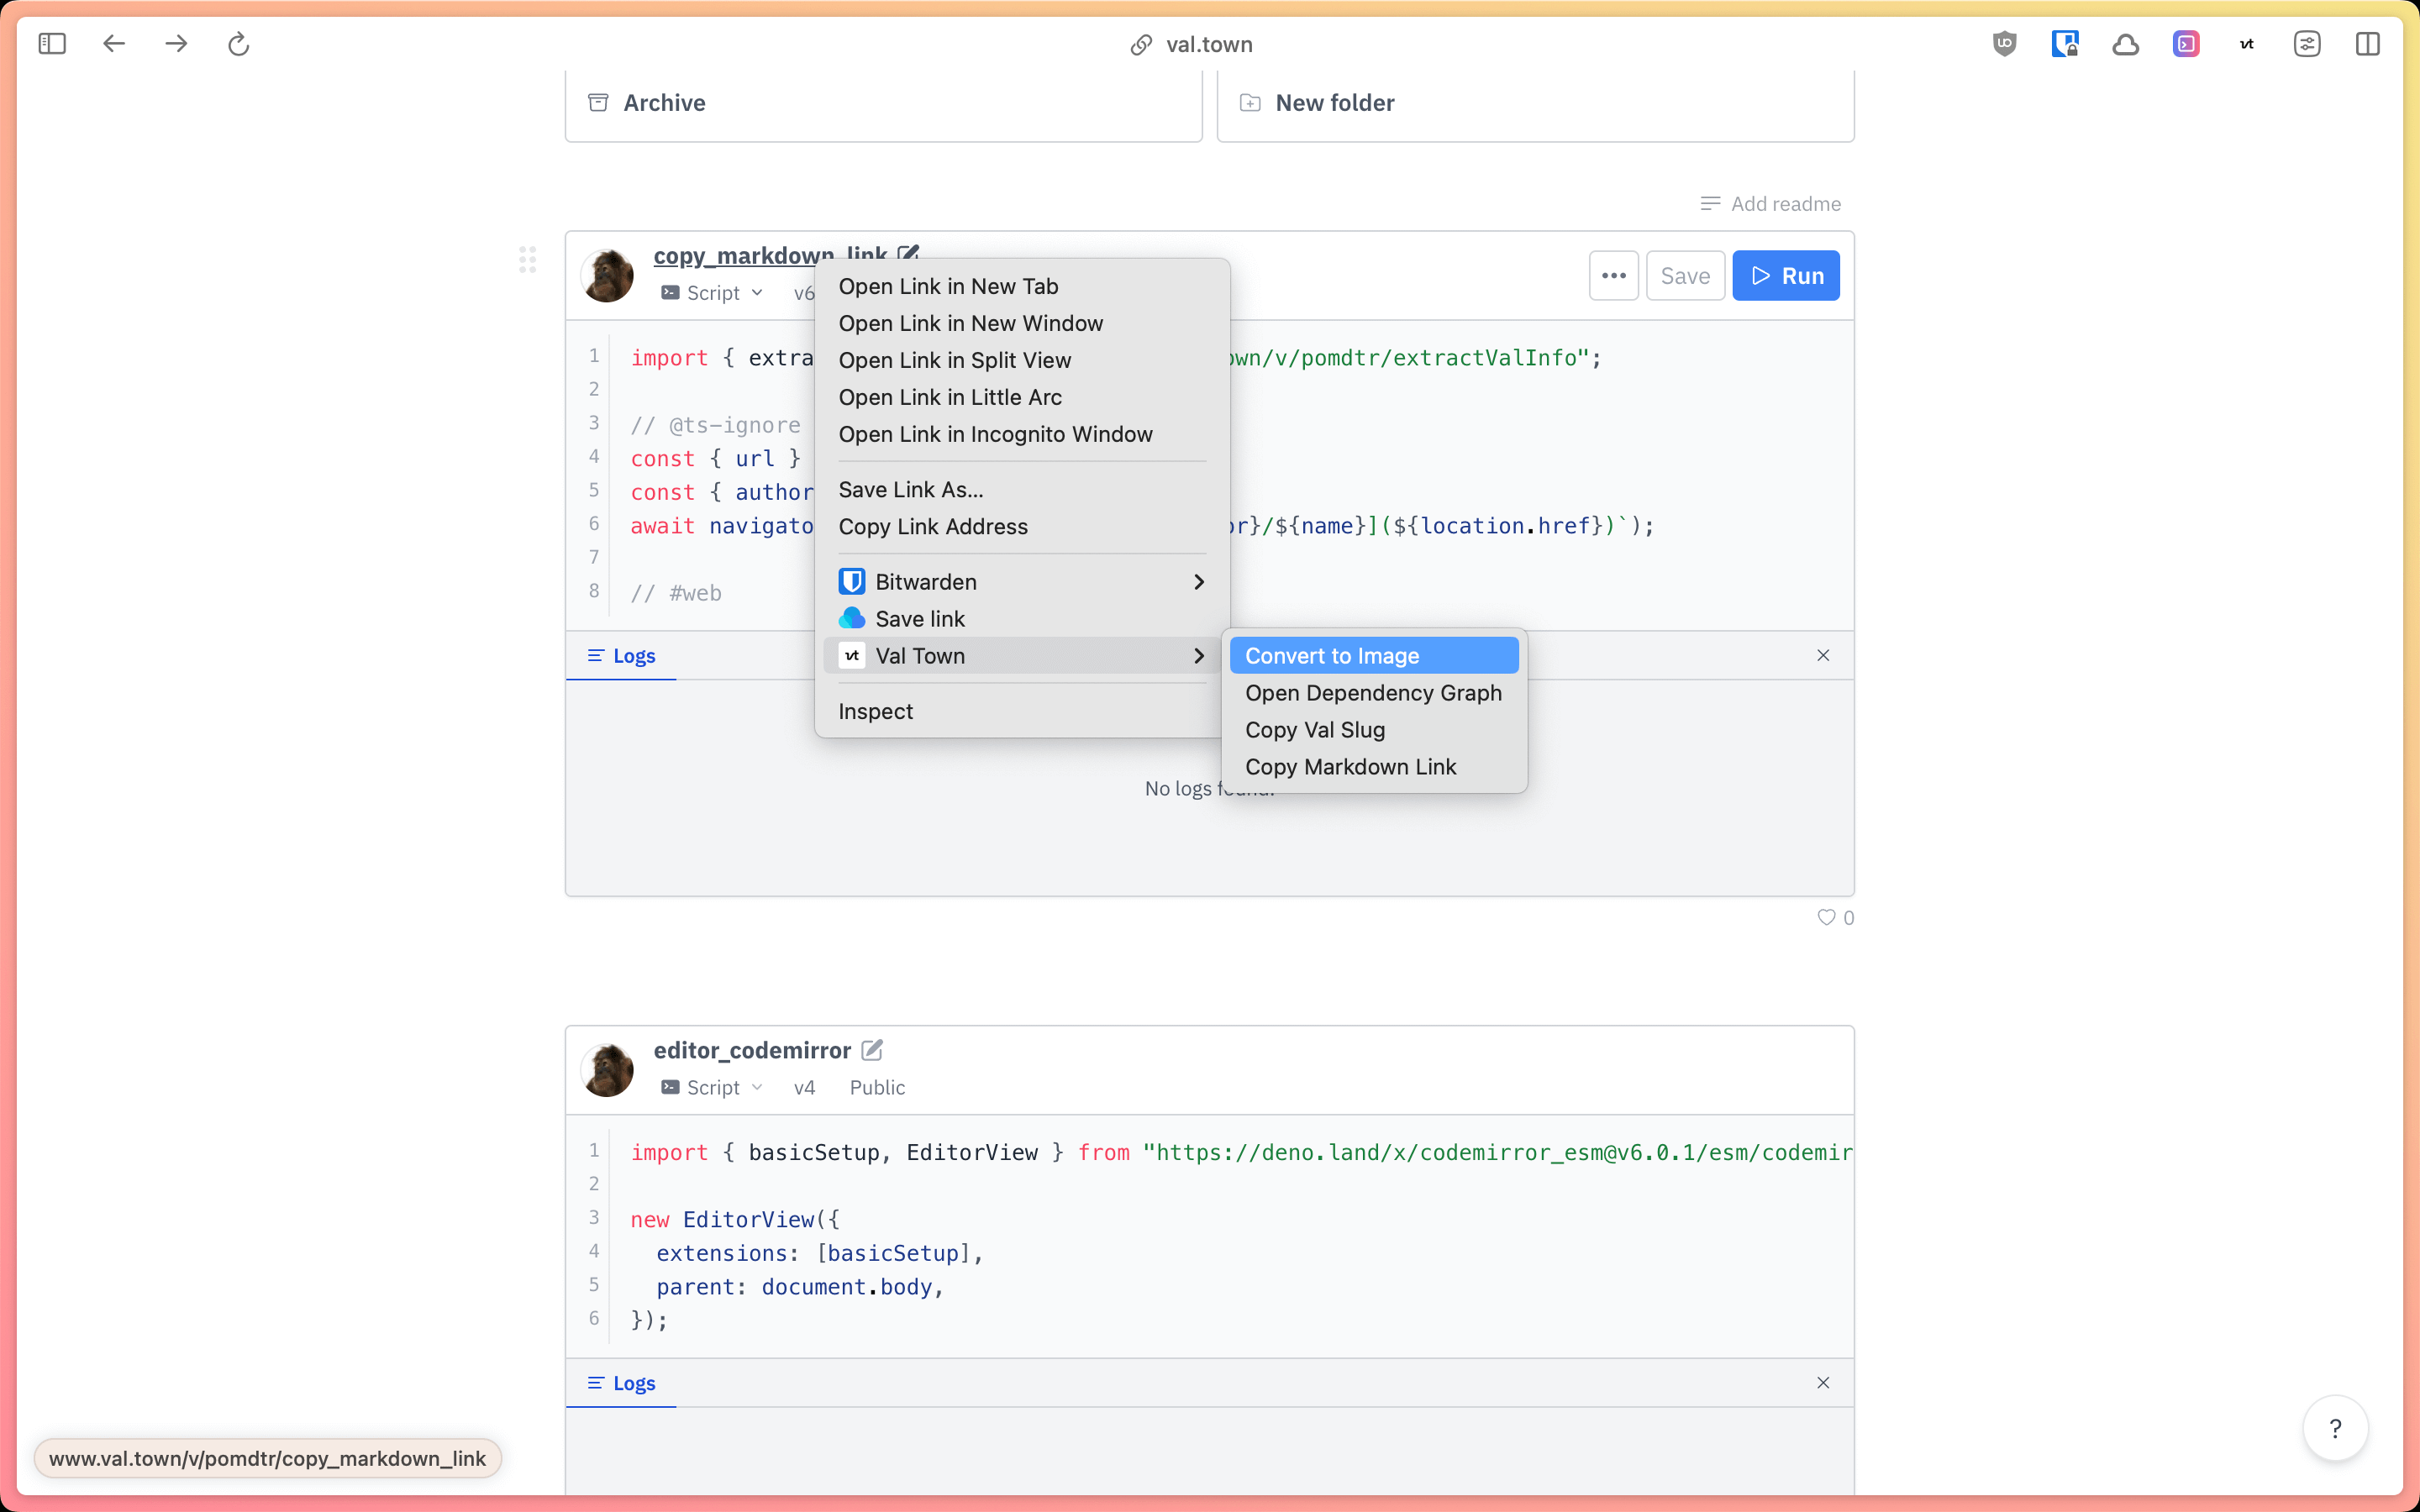 val.town
Archive
New folder
Add readme
copy_markdown_link
Script
v6
Save
Run
Open Link in New Tab
Open Link in New Window
Open Link in Split View
Open Link in Little Arc
Open Link in Incognito Window
Save Link As...
Copy Link Address
Bitwarden
Save link
vt Val Town
Inspect
Convert to Image
Open Dependency Graph
Copy Val Slug
Copy Markdown Link
1 import { extra own/v/pomdtr/extractValInfo";
2
3 // @ts-ignore
4 const { url }
5 const { author
6 await navigato or}/${name}](${location.href})`);
7
8 // #web
Logs
No logs found.
0
editor_codemirror
Script
v4
Public
1 import { basicSetup, EditorView } from "https://deno.land/x/codemirror_esm@v6.0.1/esm/codemir
2
3 new EditorView({
4 extensions: [basicSetup],
5 parent: document.body,
6 });
Logs
?
www.val.town/v/pomdtr/copy_markdown_link